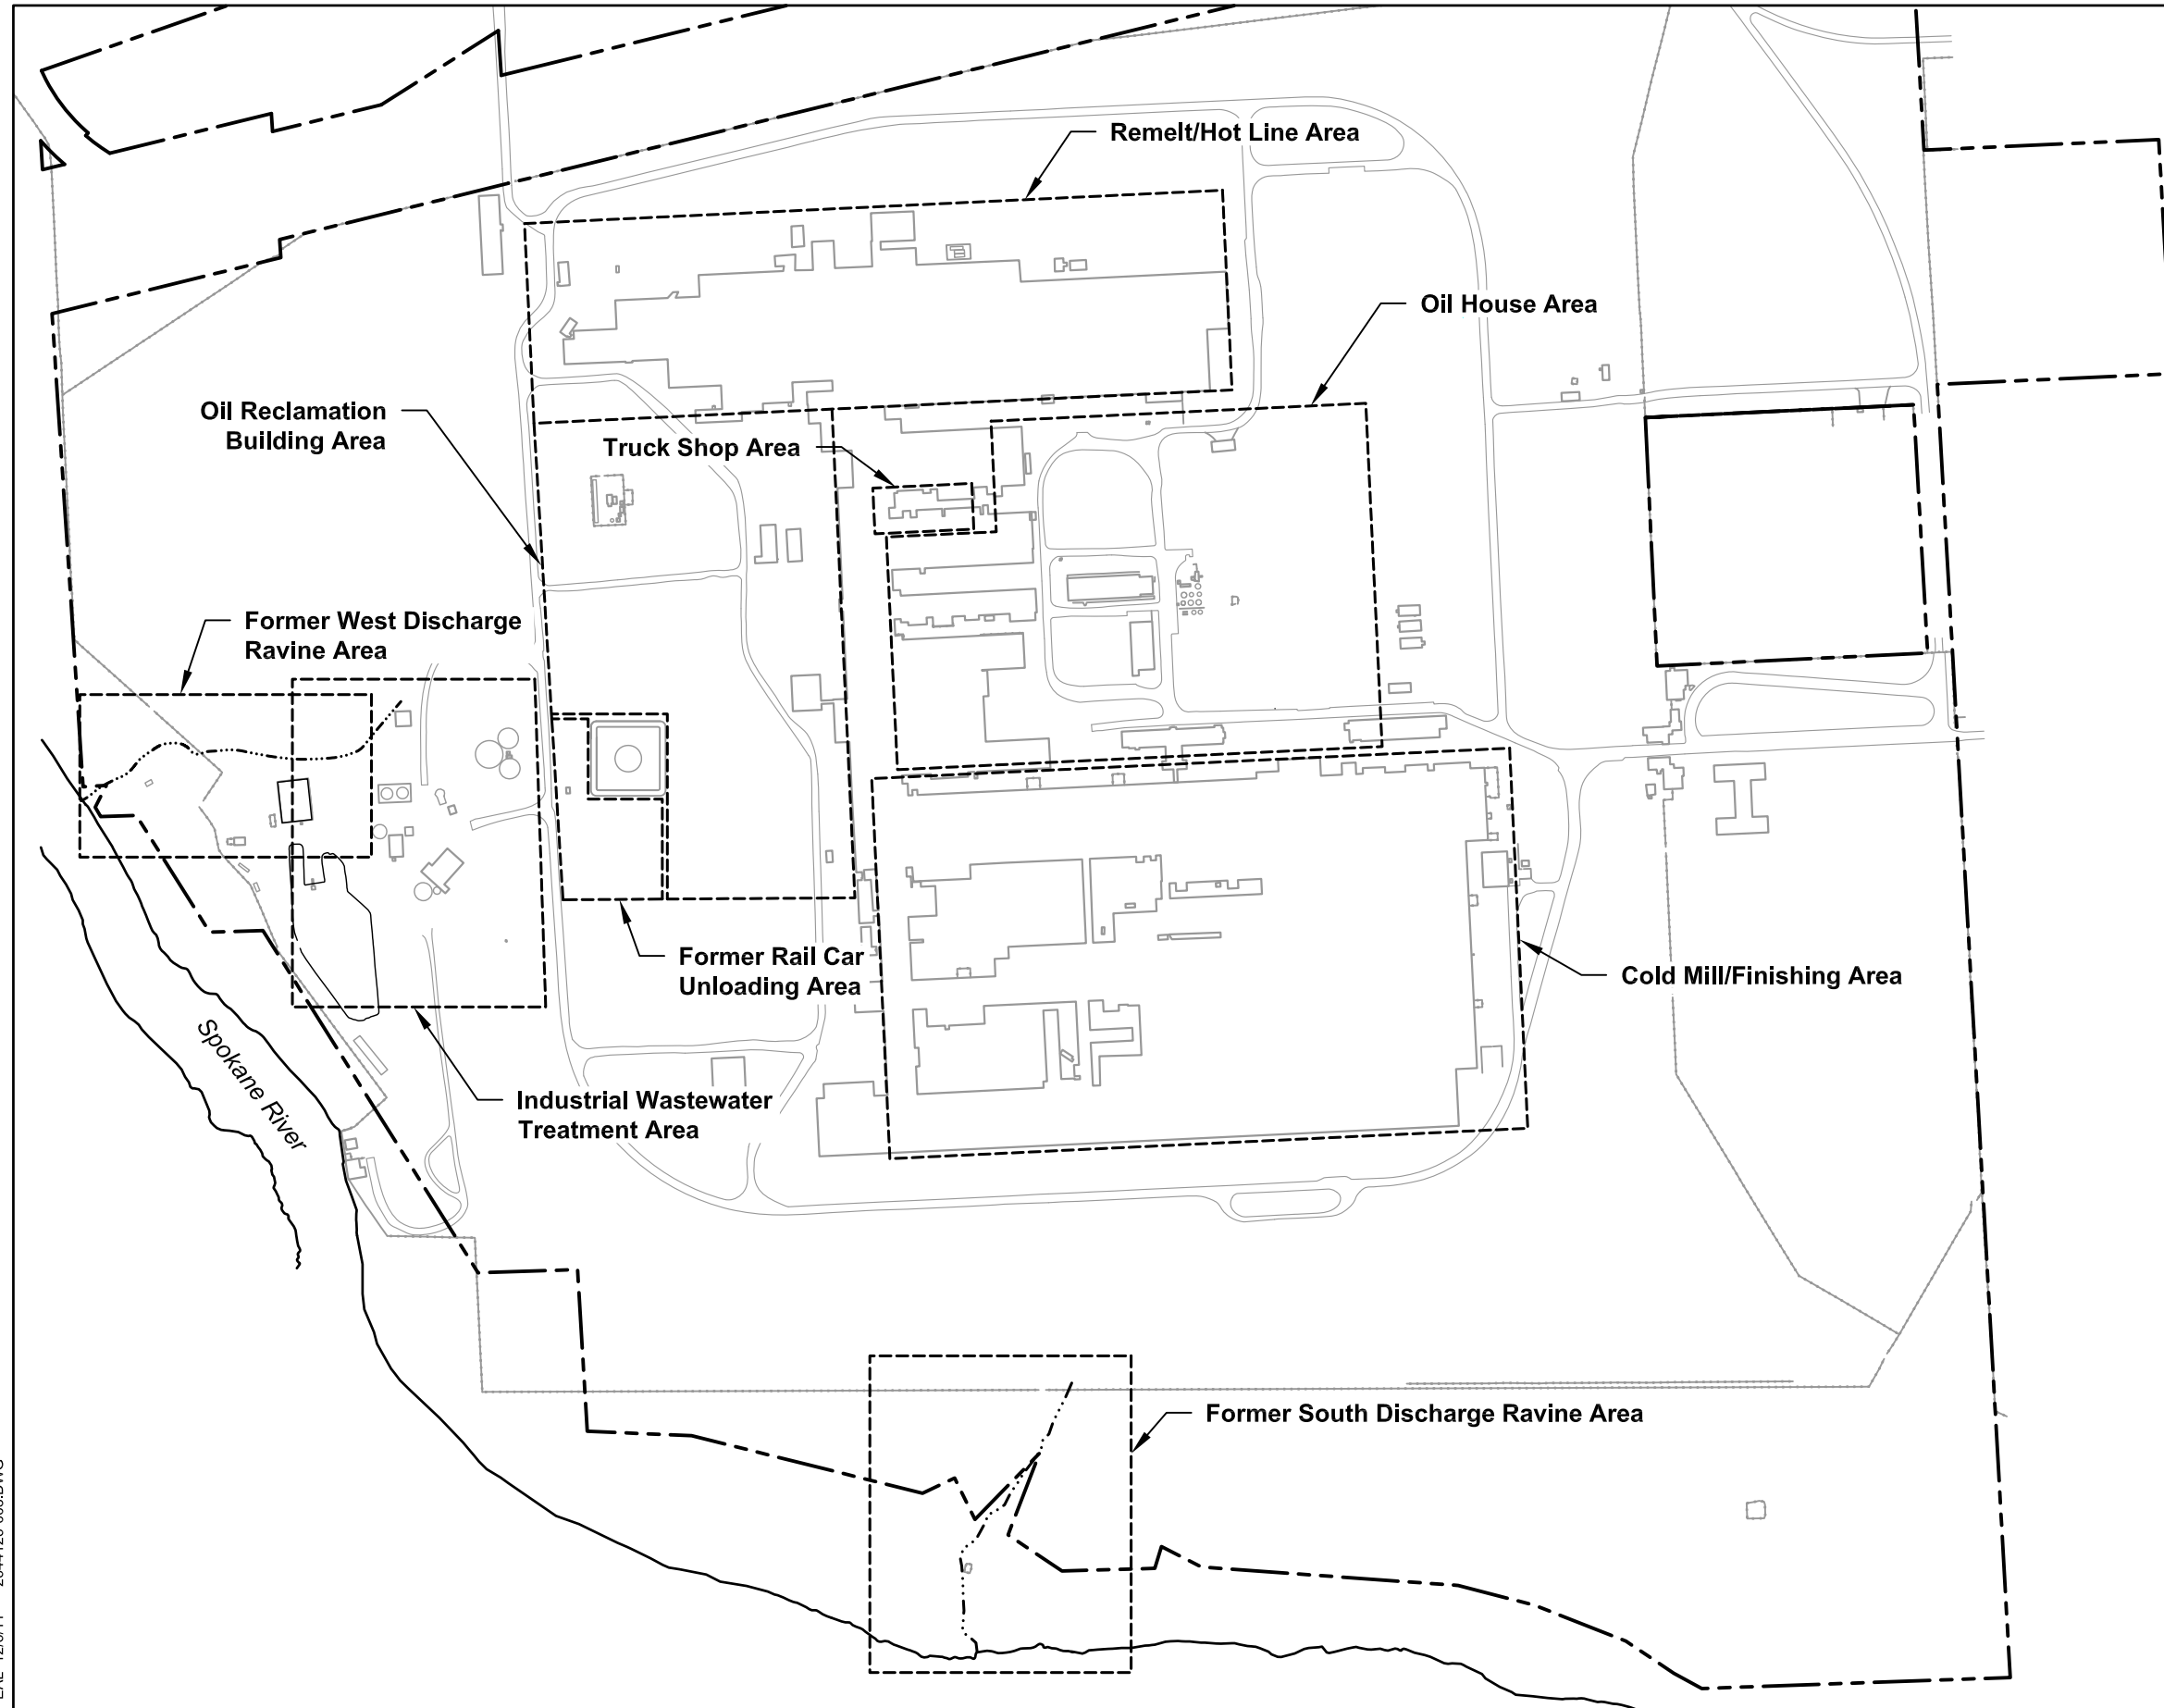 Remelt/Hot Line Area
Oil House Area
Oil Reclamation
Building Area
Truck Shop Area
Former West Discharge
Ravine Area
Former Rail Car
Unloading Area
Cold Mill/Finishing Area
Spokane River
Industrial Wastewater
Treatment Area
Former South Discharge Ravine Area